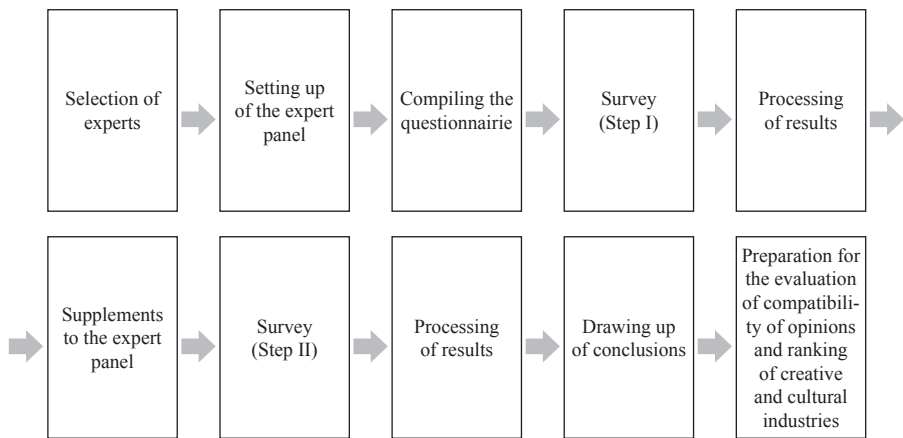 Selection of
experts
Setting up
of the expert
panel
Compiling the
questionnairie
Survey
(Step I)
Processing
of results
Supplements
to the expert
panel
Survey
(Step II)
Processing
of results
Drawing up
of conclusions
Preparation for
the evaluation
of compatibili-
ty of opinions
and ranking
of creative
and cultural
industries